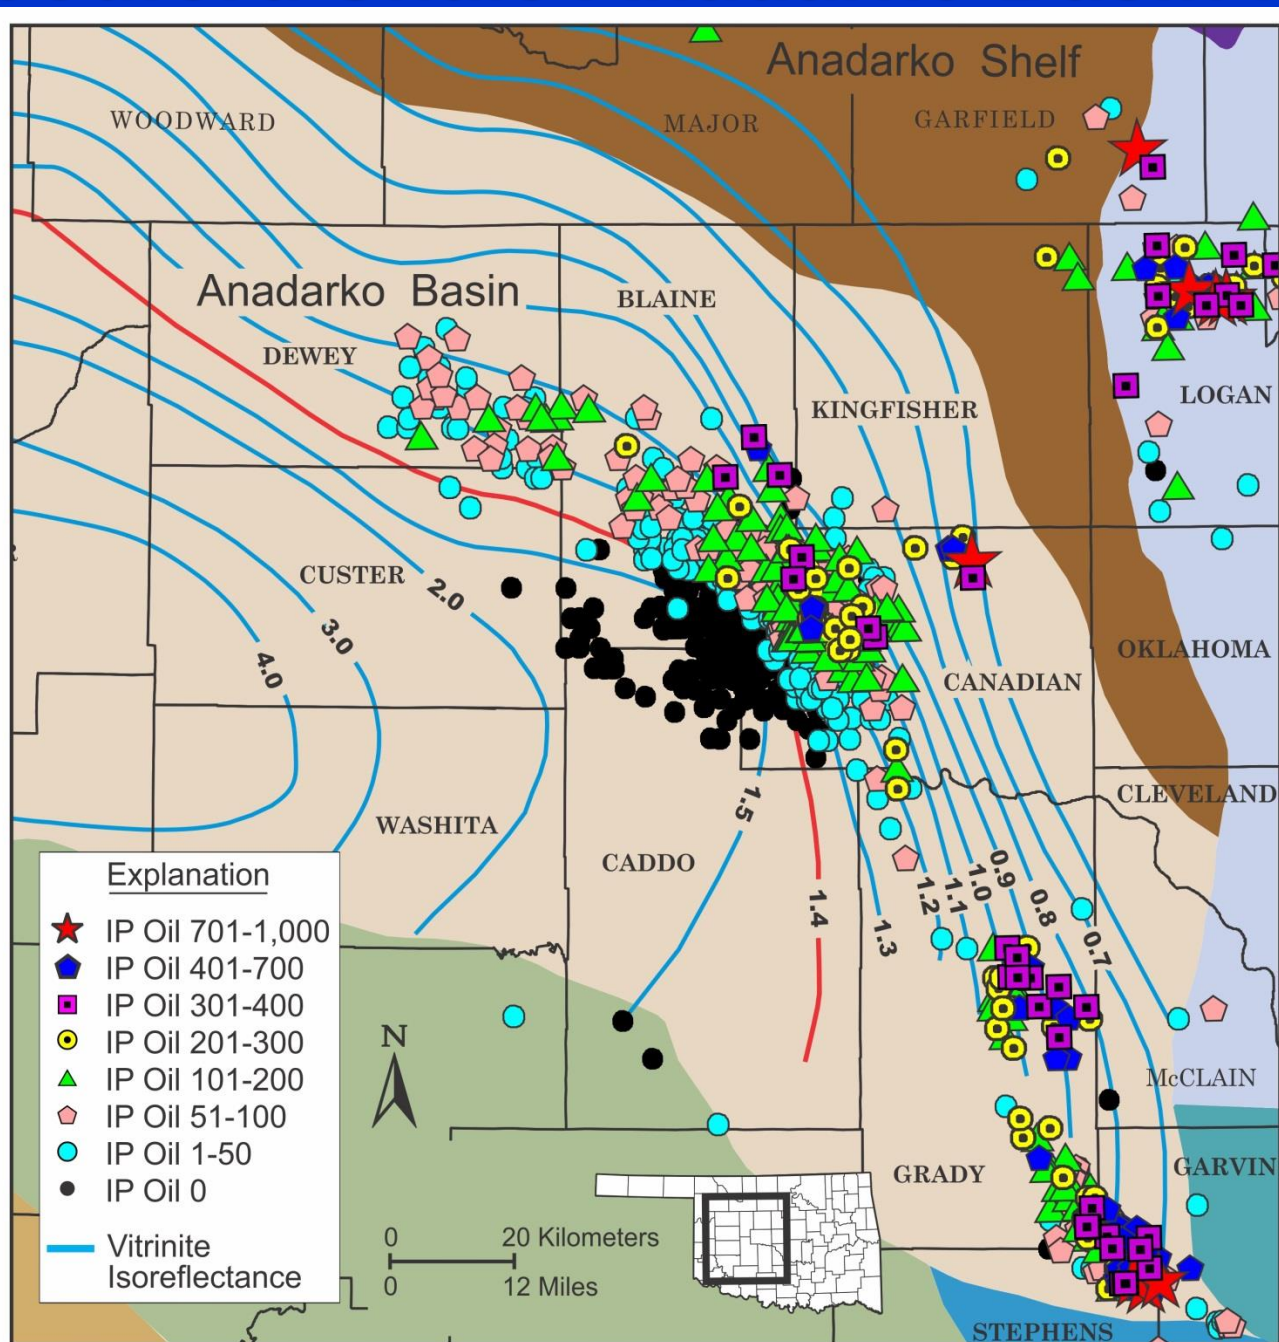 Anadarko Shelf
WOODWARD
MAJOR
GARFIELD
Anadarko Basin
BLAINE
DEWEY
KINGFISHER
LOGAN
CUSTER
2.0
3.0
4.0
OKLAHOMA
CANADIAN
CLEVELAND
WASHITA
1.5
CADDO
1.4
1.3
1.2
1.1
1.0
0.9
0.8
0.7
Explanation
IP Oil 701-1,000
IP Oil 401-700
IP Oil 301-400
IP Oil 201-300
IP Oil 101-200
IP Oil 51-100
IP Oil 1-50
IP Oil 0
Vitrinite
Isoreflectance
N
McCLAIN
GRADY
GARVIN
0 20 Kilometers
0 12 Miles
STEPHENS